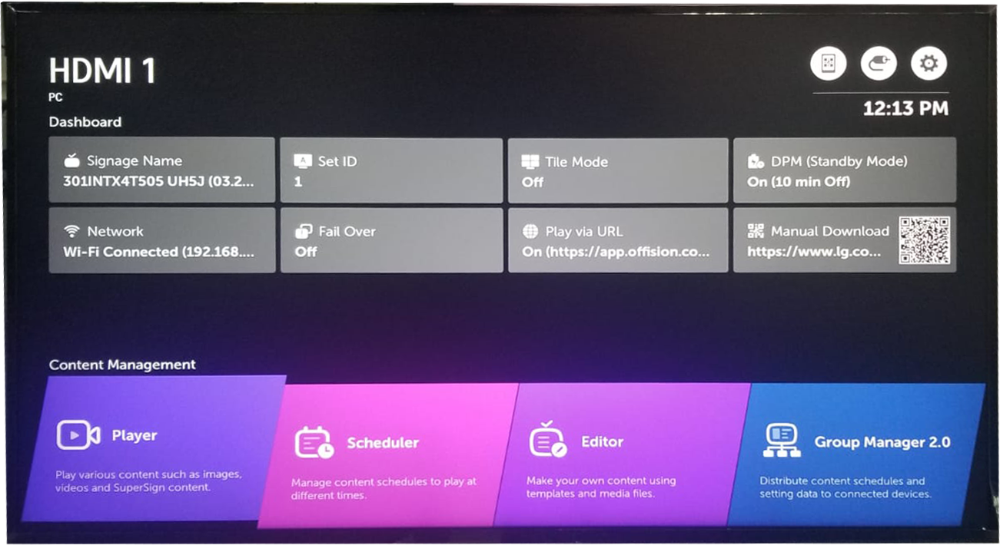 HDMI 1
PC
12:13 PM
Dashboard
Signage Name
301INTX4T505 UH5J (03.2...
Set ID
1
Tile Mode
Off
DPM (Standby Mode)
On (10 min Off)
Network
Wi-Fi Connected (192.168....
Fail Over
Off
Play via URL
On (https://app.offision.co...
Manual Download
https://www.lg.co...
Content Management
Player
Play various content such as images,
videos and SuperSign content.
Scheduler
Manage content schedules to play at
different times.
Editor
Make your own content using
templates and media files.
Group Manager 2.0
Distribute content schedules and
setting data to connected devices.